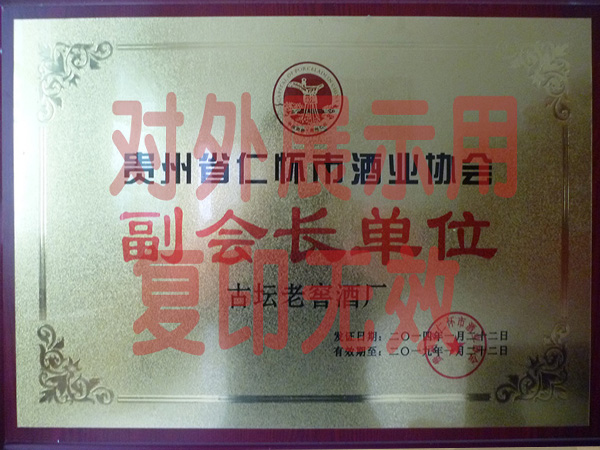 贵州省仁怀市酒业协会
副会长单位
古坛老窖酒厂
发证日期：二〇一四年一月二十二日
有效期至：二〇一九年一月二十二日
对外展示用
复印无效